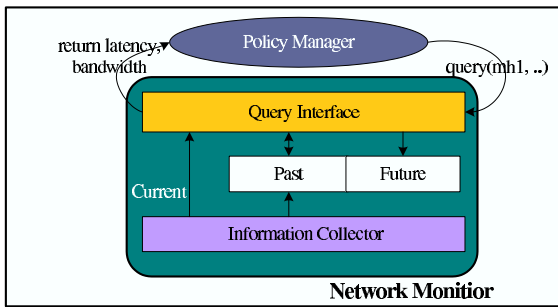 Policy Manager
return latency,
bandwidth
query(mh1, ..)
Query Interface
Past
Future
Current
Information Collector
Network Monitior